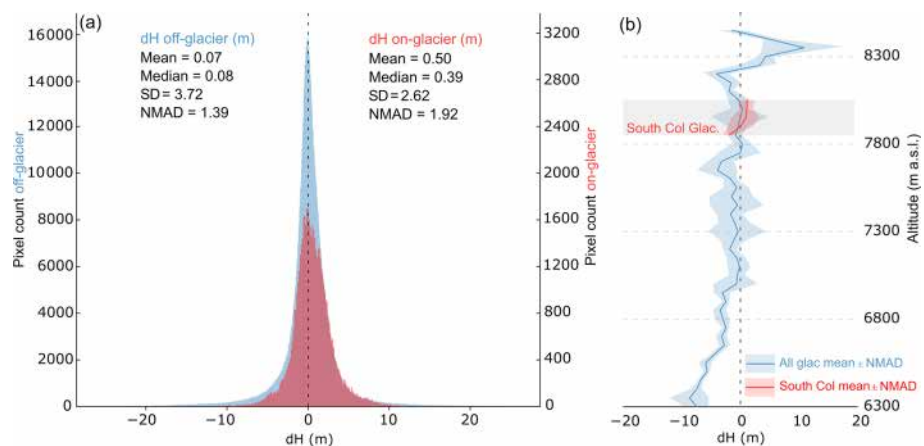 (a)
dH off-glacier (m)
Mean = 0.07
Median = 0.08
SD = 3.72
NMAD = 1.39
dH on-glacier (m)
Mean = 0.50
Median = 0.39
SD = 2.62
NMAD = 1.92
Pixel count off-glacier
16000
14000
12000
10000
8000
6000
4000
2000
0
3200
2800
2400
2000
1600
1200
800
400
0
Pixel count on-glacier
−20
−10
0
10
20
dH (m)
(b)
South Col Glac.
8300
7800
7300
6800
6300
Altitude (m a.s.l.)
All glac mean ± NMAD
South Col mean ± NMAD
−20
−10
0
10
20
dH (m)